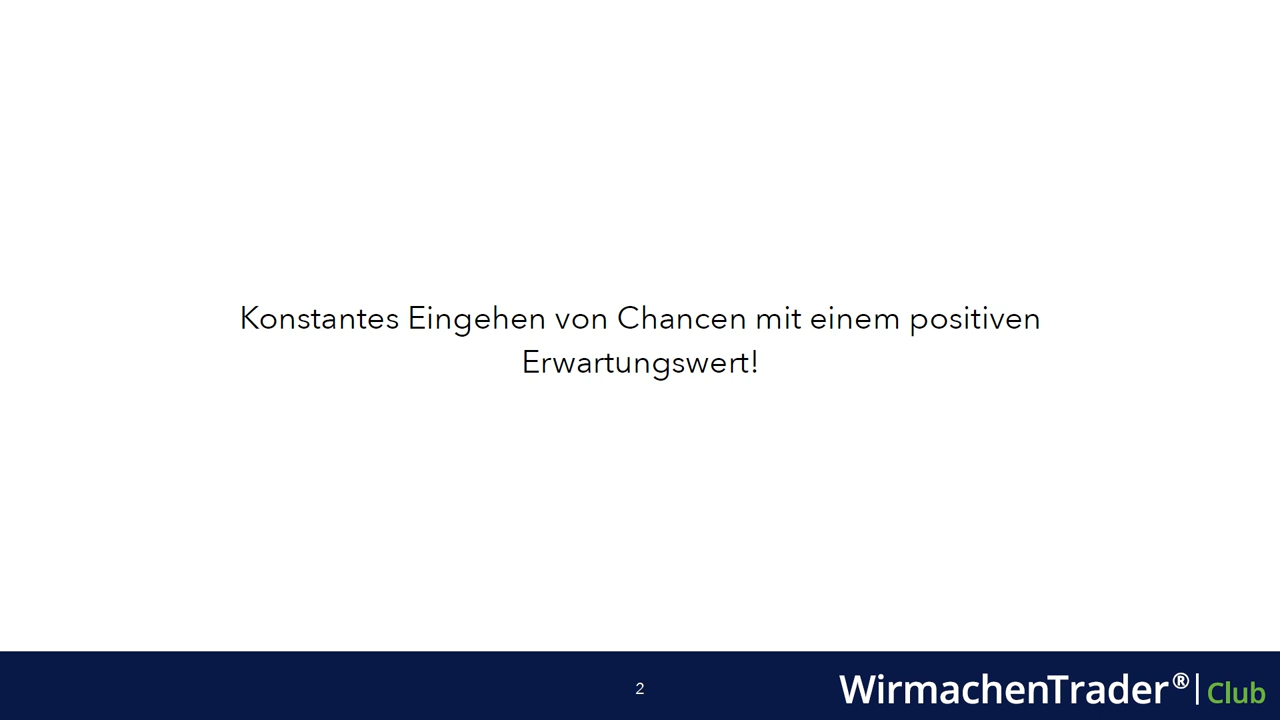 Konstantes Eingehen von Chancen mit einem positiven
Erwartungswert!
2
WirmachenTrader® | Club